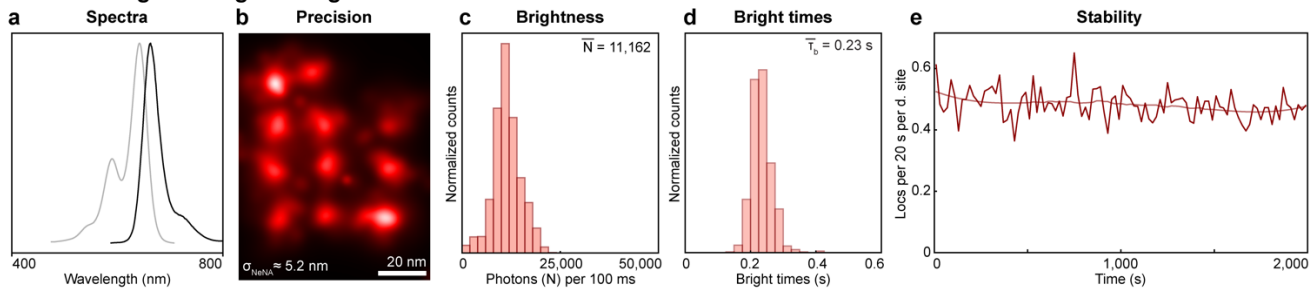 a Spectra
400 800
Wavelength (nm)
b Precision
σNeNA ≈ 5.2 nm
20 nm
c Brightness
N̅ = 11,162
Normalized counts
0 25,000 50,000
Photons (N) per 100 ms
d Bright times
τ̅b = 0.23 s
Normalized counts
0 0.2 0.4 0.6
Bright times (s)
e Stability
Locs per 20 s per d. site
0.6
0.4
0.2
0
0 1,000 2,000
Time (s)